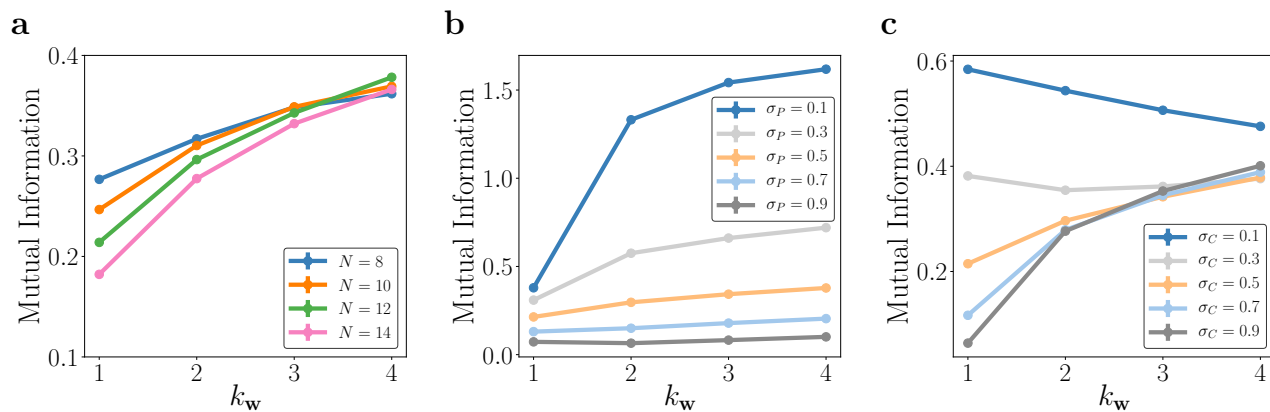 a
Mutual Information
0.4
0.3
0.2
0.1
1 2 3 4
k_w
N = 8
N = 10
N = 12
N = 14
b
Mutual Information
1.5
1.0
0.5
0.0
1 2 3 4
k_w
σ_P = 0.1
σ_P = 0.3
σ_P = 0.5
σ_P = 0.7
σ_P = 0.9
c
Mutual Information
0.6
0.4
0.2
1 2 3 4
k_w
σ_C = 0.1
σ_C = 0.3
σ_C = 0.5
σ_C = 0.7
σ_C = 0.9